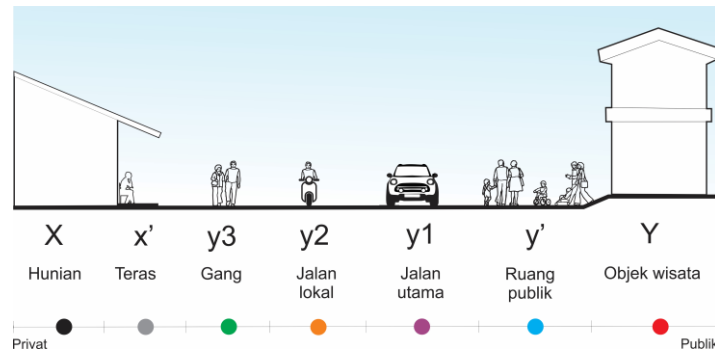 X x’ y3 y2 y1 y’ Y
Hunian Teras Gang Jalan lokal Jalan utama Ruang publik Objek wisata
Privat Publik